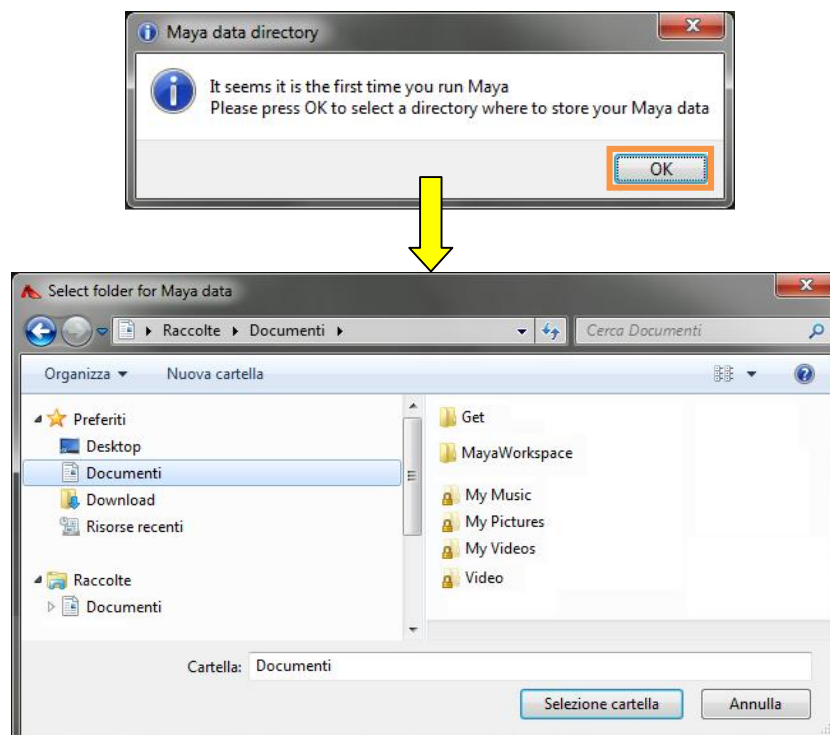 Maya data directory
It seems it is the first time you run Maya
Please press OK to select a directory where to store your Maya data
OK
Select folder for Maya data
Raccolte Documenti
Cerca Documenti
Organizza Nuova cartella
Preferiti
Desktop
Documenti
Download
Risorse recenti
Raccolte
Documenti
Get
MayaWorkspace
My Music
My Pictures
My Videos
Video
Cartella: Documenti
Selezione cartella Annulla